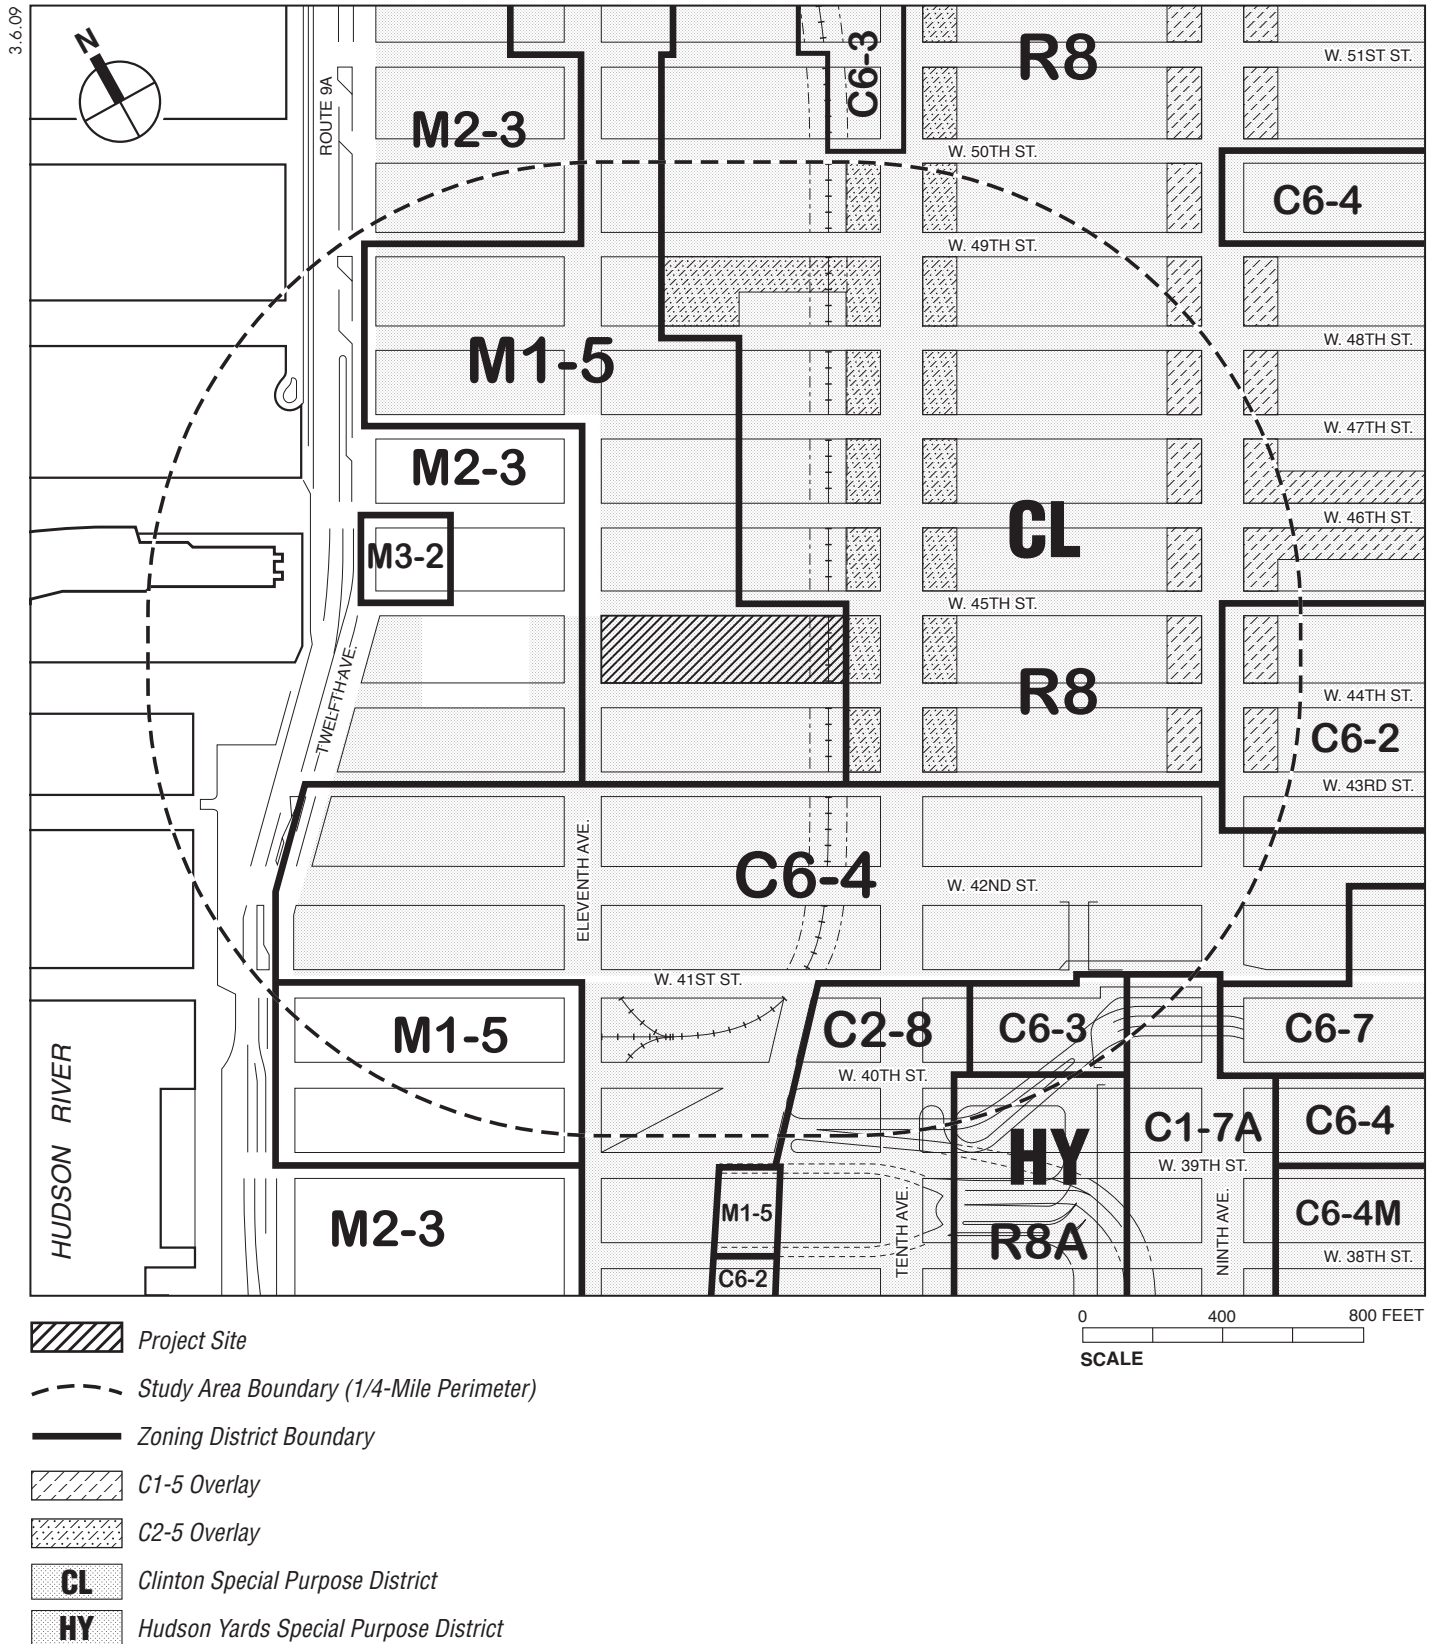 3.6.09
N
ROUTE 9A
C6-3
R8
W. 51ST ST.
M2-3
W. 50TH ST.
C6-4
W. 49TH ST.
M1-5
W. 48TH ST.
W. 47TH ST.
M2-3
CL
W. 46TH ST.
M3-2
W. 45TH ST.
TWELFTH AVE.
R8
W. 44TH ST.
C6-2
W. 43RD ST.
ELEVENTH AVE.
C6-4
W. 42ND ST.
W. 41ST ST.
M1-5
C2-8
C6-3
C6-7
W. 40TH ST.
HUDSON RIVER
HY
C1-7A
C6-4
W. 39TH ST.
M2-3
M1-5
TENTH AVE.
R8A
NINTH AVE.
C6-4M
W. 38TH ST.
C6-2
0 400 800 FEET
SCALE
Project Site
Study Area Boundary (1/4-Mile Perimeter)
Zoning District Boundary
C1-5 Overlay
C2-5 Overlay
CL Clinton Special Purpose District
HY Hudson Yards Special Purpose District